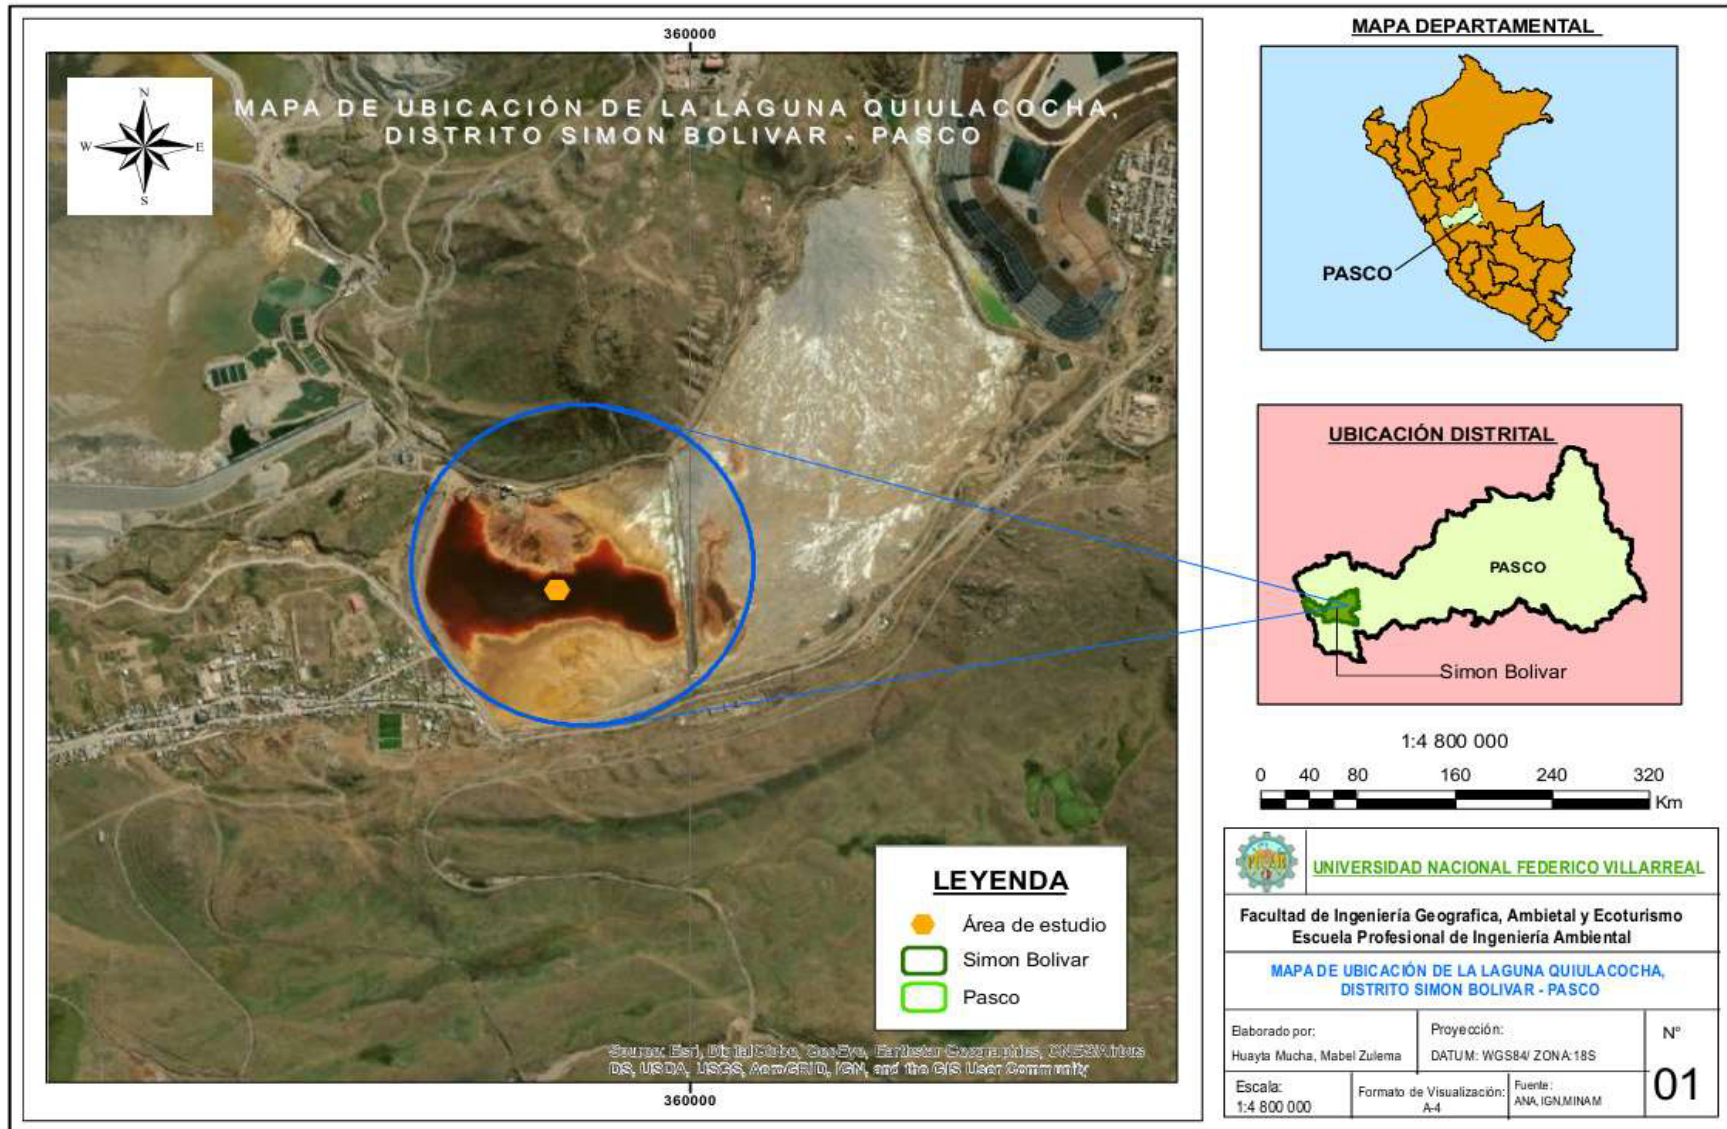 360000
MAPA DE UBICACIÓN DE LA LAGUNA QUIULACOCHA,
DISTRITO SIMON BOLIVAR - PASCO
N
W
E
S
LEYENDA
Área de estudio
Simon Bolivar
Pasco
Source: Esri, DigitalGlobe, GeoEye, Earthstar Geographics, CNES/Airbus
DS, USDA, USGS, AeroGRID, IGN, and the GIS User Community
360000
MAPA DEPARTAMENTAL
PASCO
UBICACIÓN DISTRITAL
PASCO
Simon Bolivar
1:4 800 000
0 40 80 160 240 320
Km
UNIVERSIDAD NACIONAL FEDERICO VILLARREAL
Facultad de Ingeniería Geografica, Ambietal y Ecoturismo
Escuela Profesional de Ingeniería Ambiental
MAPA DE UBICACIÓN DE LA LAGUNA QUIULACOCHA,
DISTRITO SIMON BOLIVAR - PASCO
Elaborado por:
Huayta Mucha, Mabel Zulema
Proyección:
DATUM: WGS84/ ZONA:18S
N°
01
Escala:
1:4 800 000
Formato de Visualización:
A-4
Fuente:
ANA, IGN,MINAM